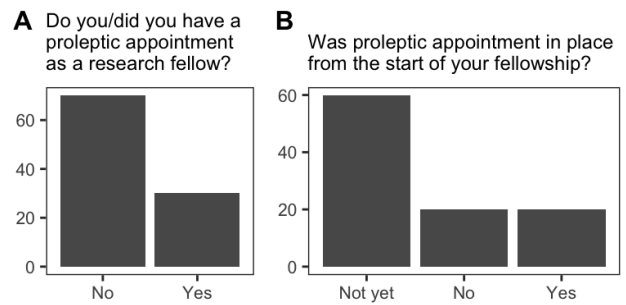 A Do you/did you have a
proleptic appointment
as a research fellow?
60
40
20
0
No Yes
B
Was proleptic appointment in place
from the start of your fellowship?
60
40
20
0
Not yet No Yes